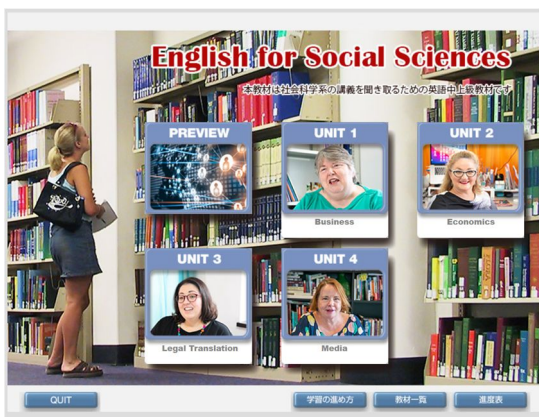 English for Social Sciences
本教材は社会科学系の講義を聞き取るための英語中上級教材です
PREVIEW
UNIT 1
Business
UNIT 2
Economics
UNIT 3
Legal Translation
UNIT 4
Media
QUIT
学習の進め方
教材一覧
進度表